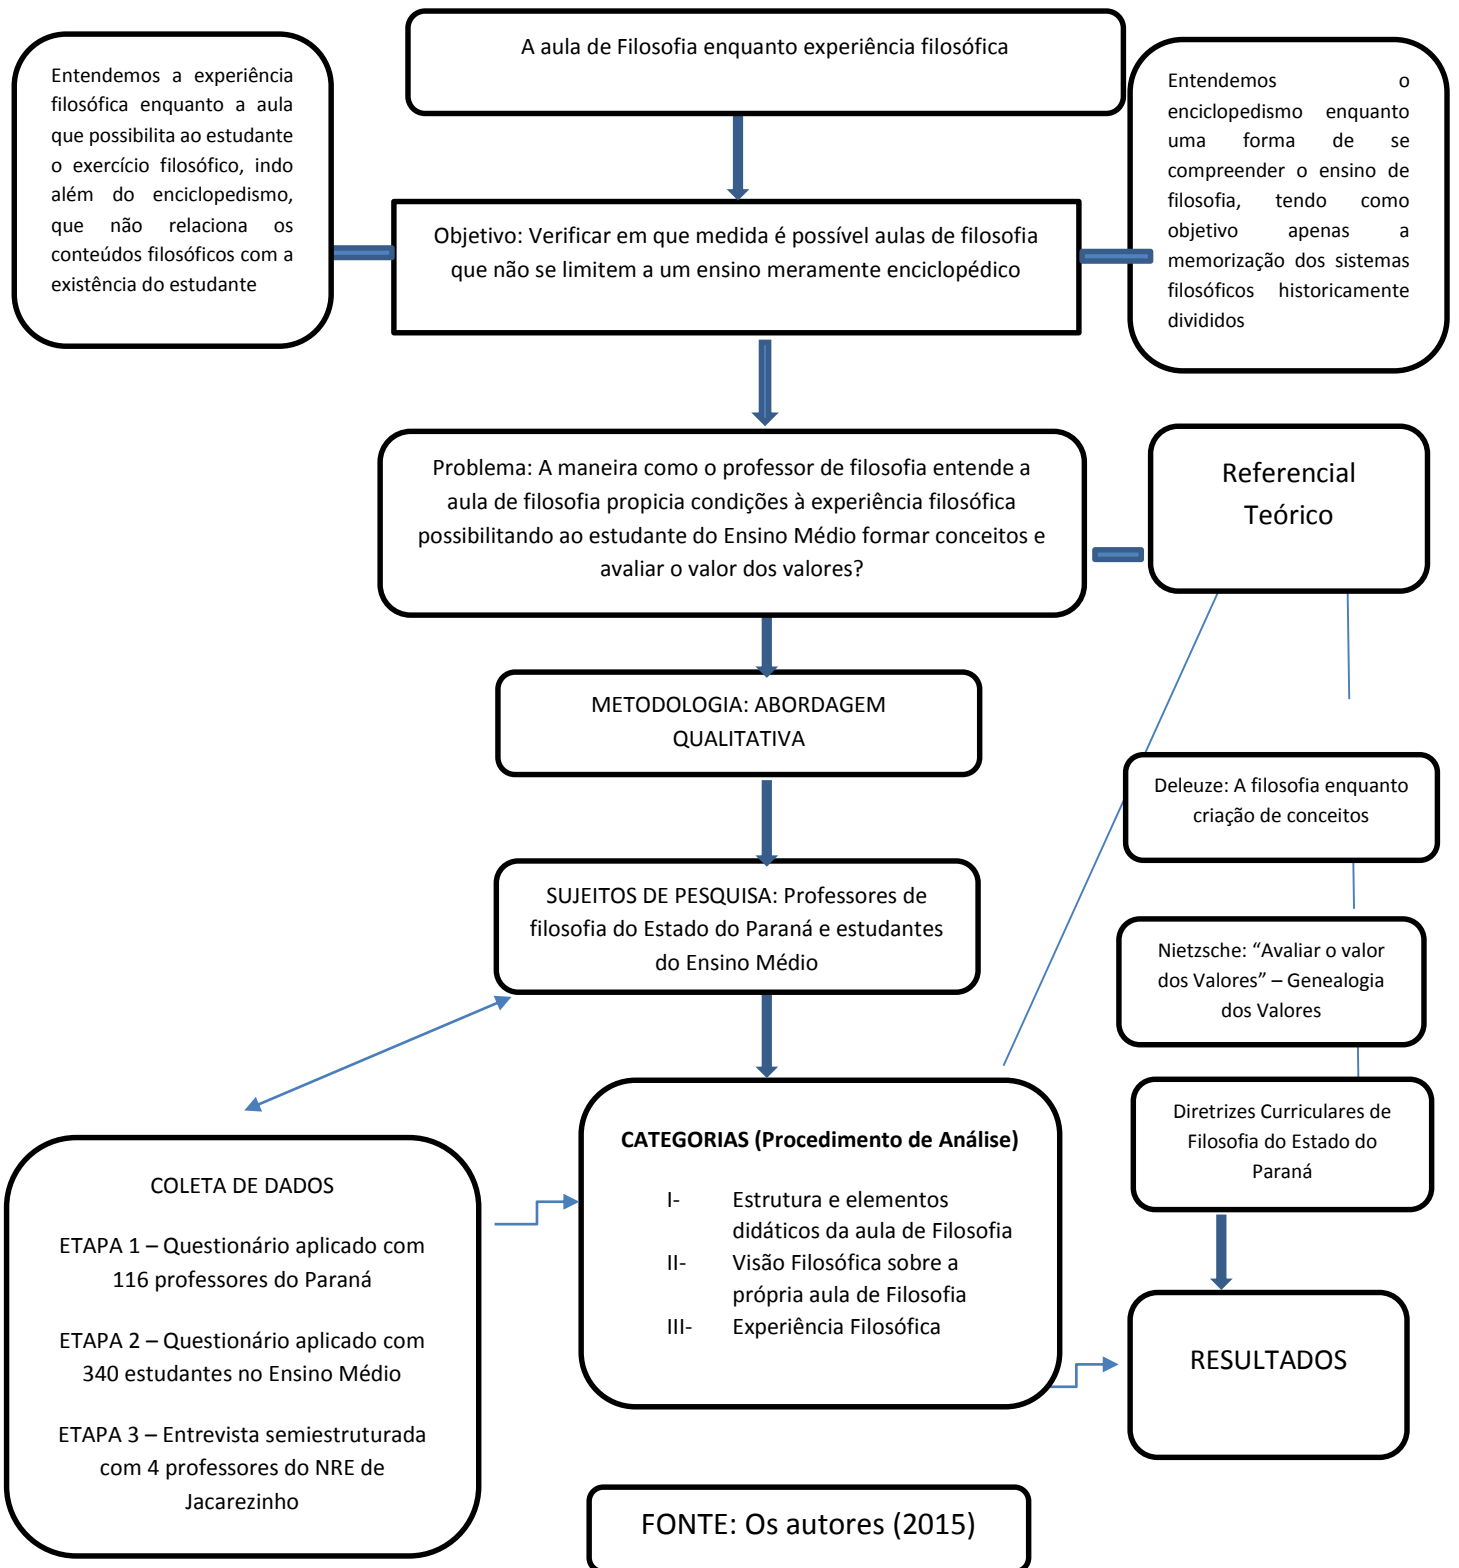 A aula de Filosofia enquanto experiência filosófica
Entendemos a experiência
filosófica enquanto a aula
que possibilita ao estudante
o exercício filosófico, indo
além do enciclopedismo,
que não relaciona os
conteúdos filosóficos com a
existência do estudante
Entendemos o
enciclopedismo enquanto
uma forma de se
compreender o ensino de
filosofia, tendo como
objetivo apenas a
memorização dos sistemas
filosóficos historicamente
divididos
Objetivo: Verificar em que medida é possível aulas de filosofia
que não se limitem a um ensino meramente enciclopédico
Problema: A maneira como o professor de filosofia entende a
aula de filosofia propicia condições à experiência filosófica
possibilitando ao estudante do Ensino Médio formar conceitos e
avaliar o valor dos valores?
Referencial
Teórico
METODOLOGIA: ABORDAGEM
QUALITATIVA
Deleuze: A filosofia enquanto
criação de conceitos
SUJEITOS DE PESQUISA: Professores de
filosofia do Estado do Paraná e estudantes
do Ensino Médio
Nietzsche: “Avaliar o valor
dos Valores” – Genealogia
dos Valores
Diretrizes Curriculares de
Filosofia do Estado do
Paraná
COLETA DE DADOS
ETAPA 1 – Questionário aplicado com
116 professores do Paraná
ETAPA 2 – Questionário aplicado com
340 estudantes no Ensino Médio
ETAPA 3 – Entrevista semiestruturada
com 4 professores do NRE de
Jacarezinho
CATEGORIAS (Procedimento de Análise)
I- Estrutura e elementos
didáticos da aula de Filosofia
II- Visão Filosófica sobre a
própria aula de Filosofia
III- Experiência Filosófica
RESULTADOS
FONTE: Os autores (2015)